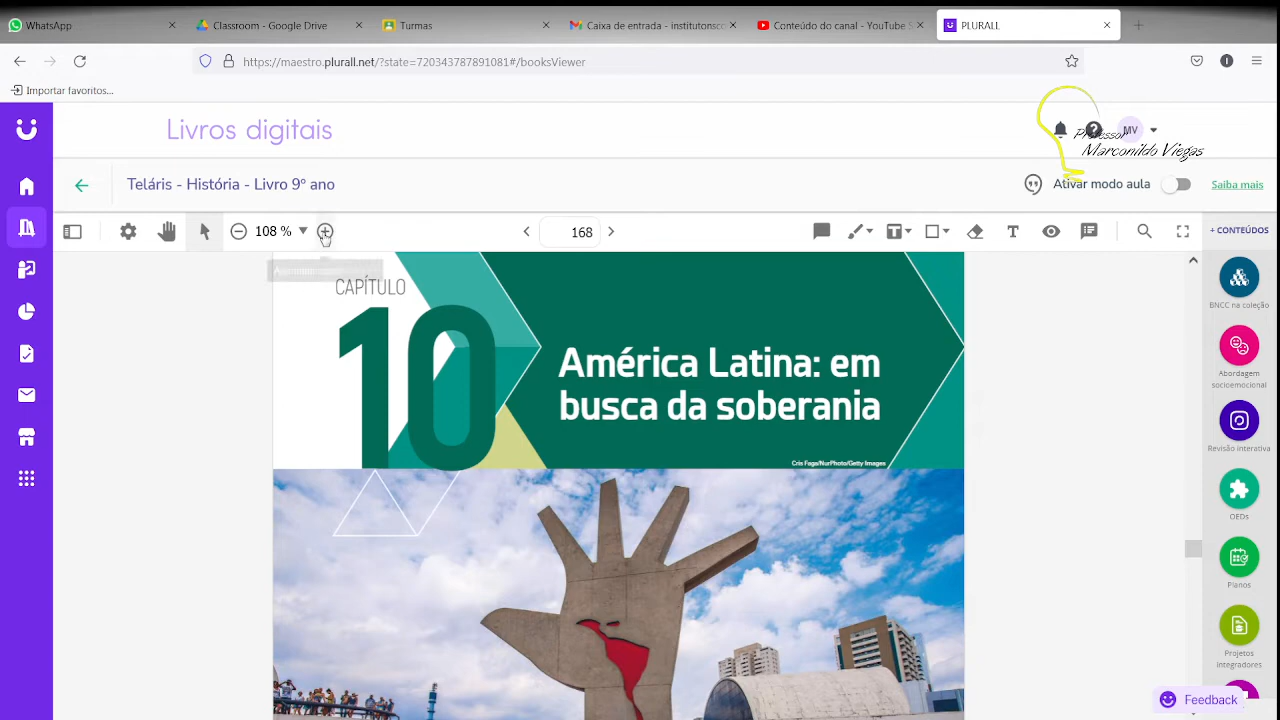 WhatsApp
Classroom - Google Drive
Turmas
Caixa de entrada - institutonsco
Conteúdo do canal - YouTube S
PLURALL
https://maestro.plurall.net/?state=720343787891081#/booksViewer
Importar favoritos...
Livros digitais
MV
Professor
Marconildo Viegas
Teláris - História - Livro 9º ano
Ativar modo aula
Saiba mais
108 %
168
+ CONTEÚDOS
CAPÍTULO
10
América Latina: em
busca da soberania
Cris Faga/NurPhoto/Getty Images
BNCC na coleção
Abordagem
socioemocional
Revisão interativa
OEDs
Planos
Projetos
integradores
Feedback